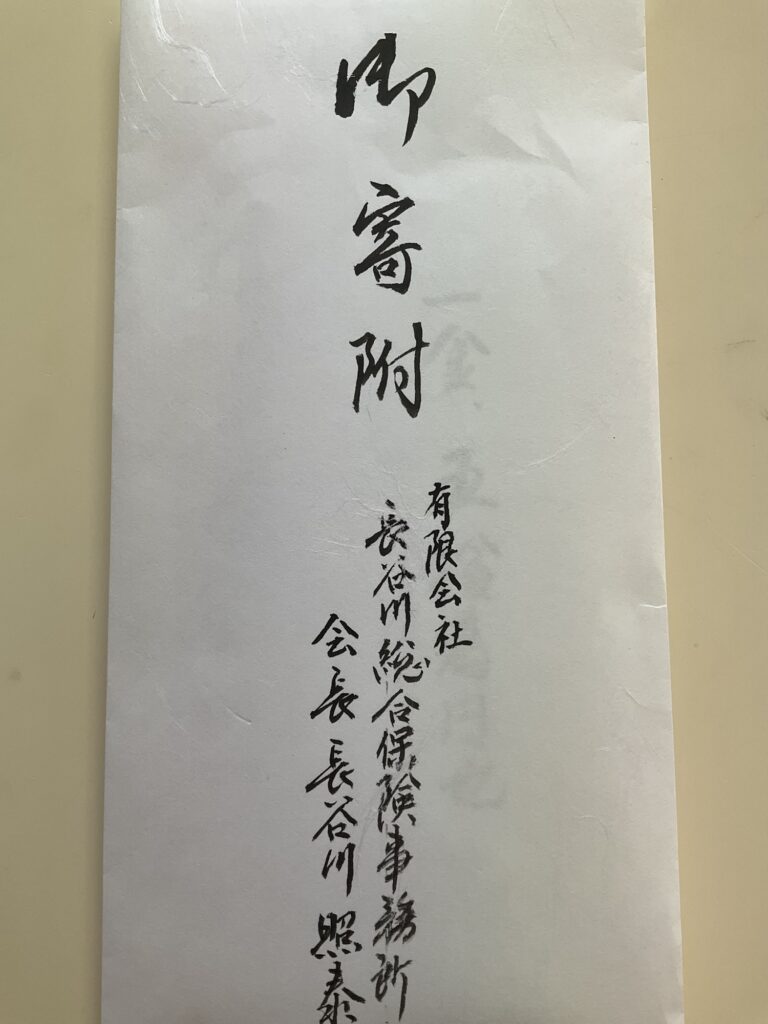 御寄附
有限会社
長谷川総合保険事務所
会長 長谷川 照泰